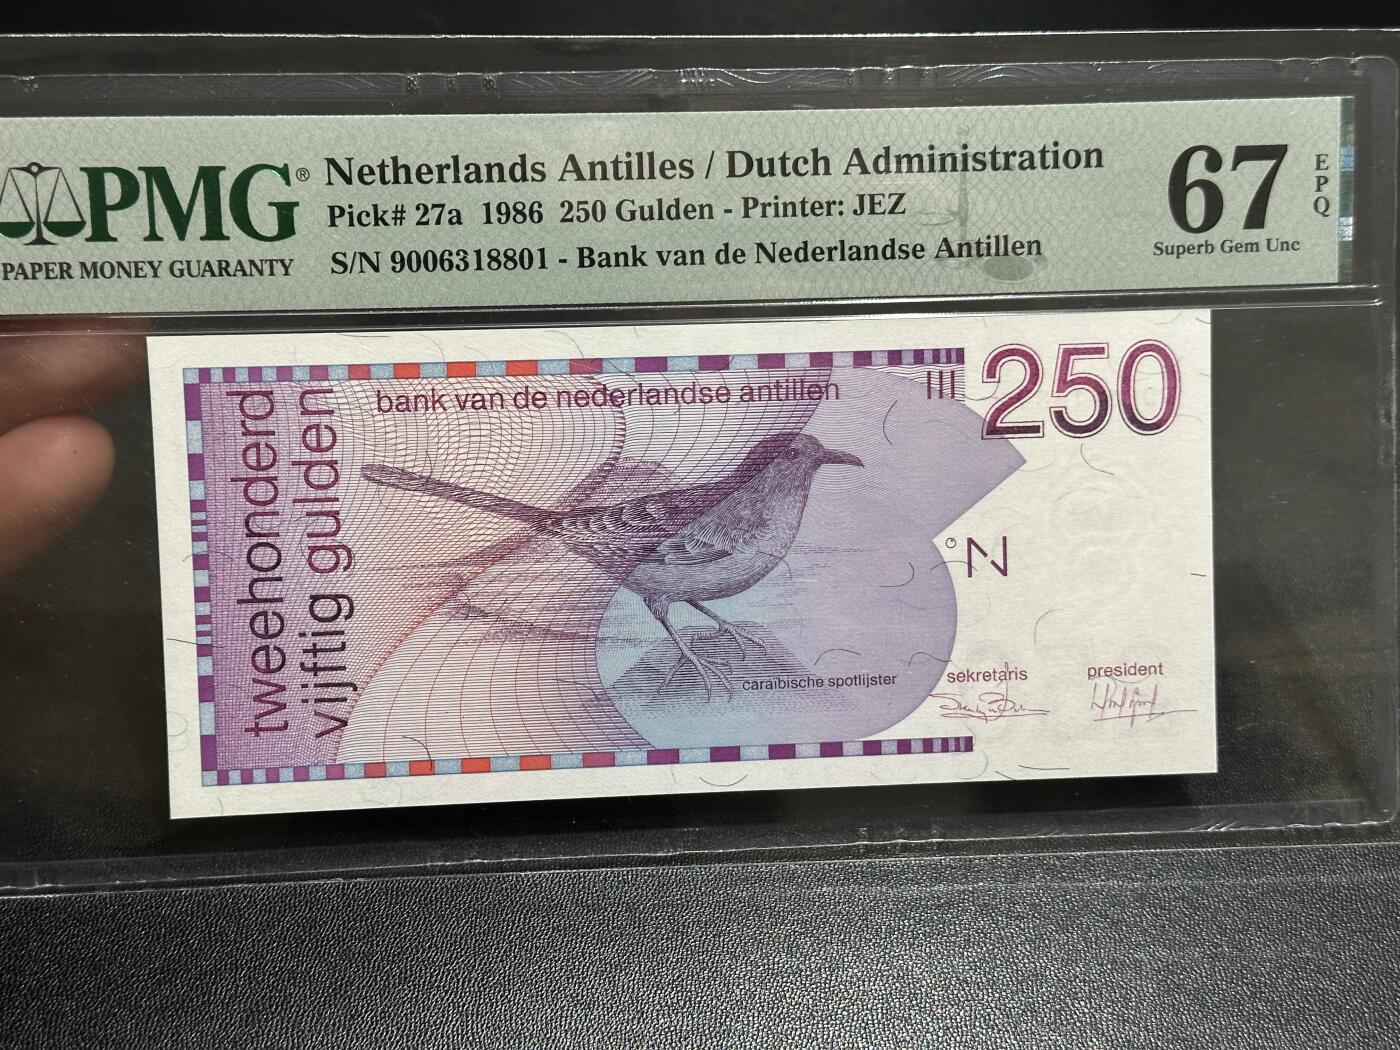 PMG®
PAPER MONEY GUARANTY
Netherlands Antilles / Dutch Administration
Pick# 27a 1986 250 Gulden - Printer: JEZ
S/N 9006318801 - Bank van de Nederlandse Antillen
67
EPQ
Superb Gem Unc
tweehonderd
vijftig gulden
bank van de nederlandse antillen
250
°N
caraïbische spotlijster
sekretaris
president